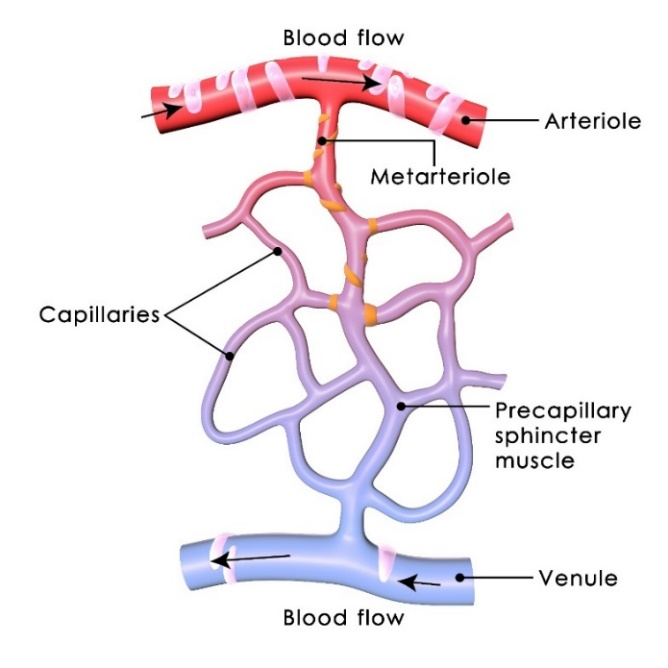 Blood flow
Arteriole
Metarteriole
Capillaries
Precapillary
sphincter
muscle
Venule
Blood flow